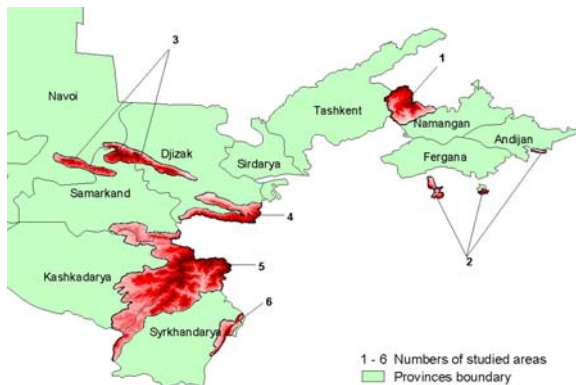 3
1
Navoi
Tashkent
Namangan
Andijan
Djizak
Sirdarya
Fergana
Samarkand
4
2
5
Kashkadarya
6
Syrkhandarya
1 - 6 Numbers of studied areas
Provinces boundary